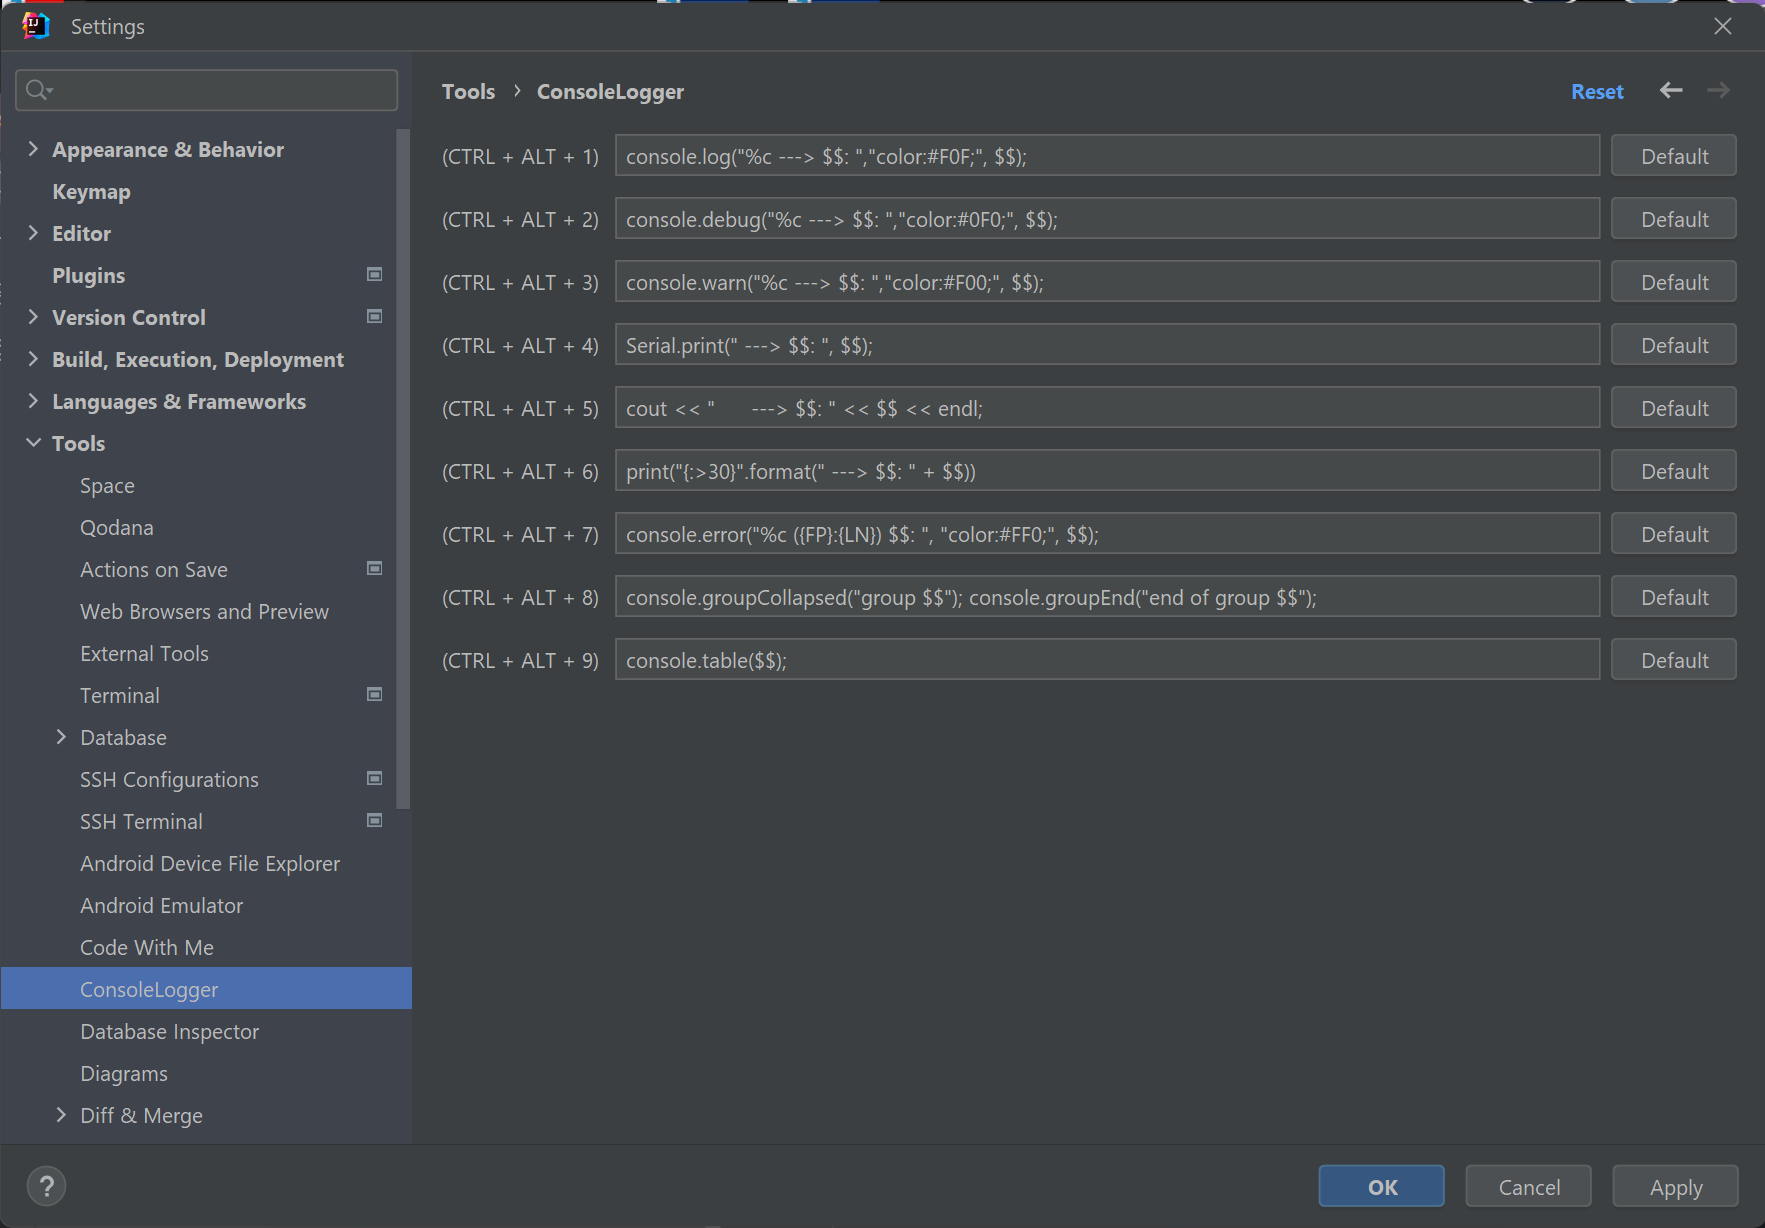 Settings
Tools › ConsoleLogger
Reset
Appearance & Behavior
Keymap
Editor
Plugins
Version Control
Build, Execution, Deployment
Languages & Frameworks
Tools
Space
Qodana
Actions on Save
Web Browsers and Preview
External Tools
Terminal
Database
SSH Configurations
SSH Terminal
Android Device File Explorer
Android Emulator
Code With Me
ConsoleLogger
Database Inspector
Diagrams
Diff & Merge
(CTRL + ALT + 1) console.log("%c ---> $$: ","color:#F0F;", $$); Default
(CTRL + ALT + 2) console.debug("%c ---> $$: ","color:#0F0;", $$); Default
(CTRL + ALT + 3) console.warn("%c ---> $$: ","color:#F00;", $$); Default
(CTRL + ALT + 4) Serial.print(" ---> $$: ", $$); Default
(CTRL + ALT + 5) cout << "      ---> $$: " << $$ << endl; Default
(CTRL + ALT + 6) print("{:>30}".format(" ---> $$: " + $$)) Default
(CTRL + ALT + 7) console.error("%c ({FP}:{LN}) $$: ", "color:#FF0;", $$); Default
(CTRL + ALT + 8) console.groupCollapsed("group $$"); console.groupEnd("end of group $$"); Default
(CTRL + ALT + 9) console.table($$); Default
?
OK
Cancel
Apply